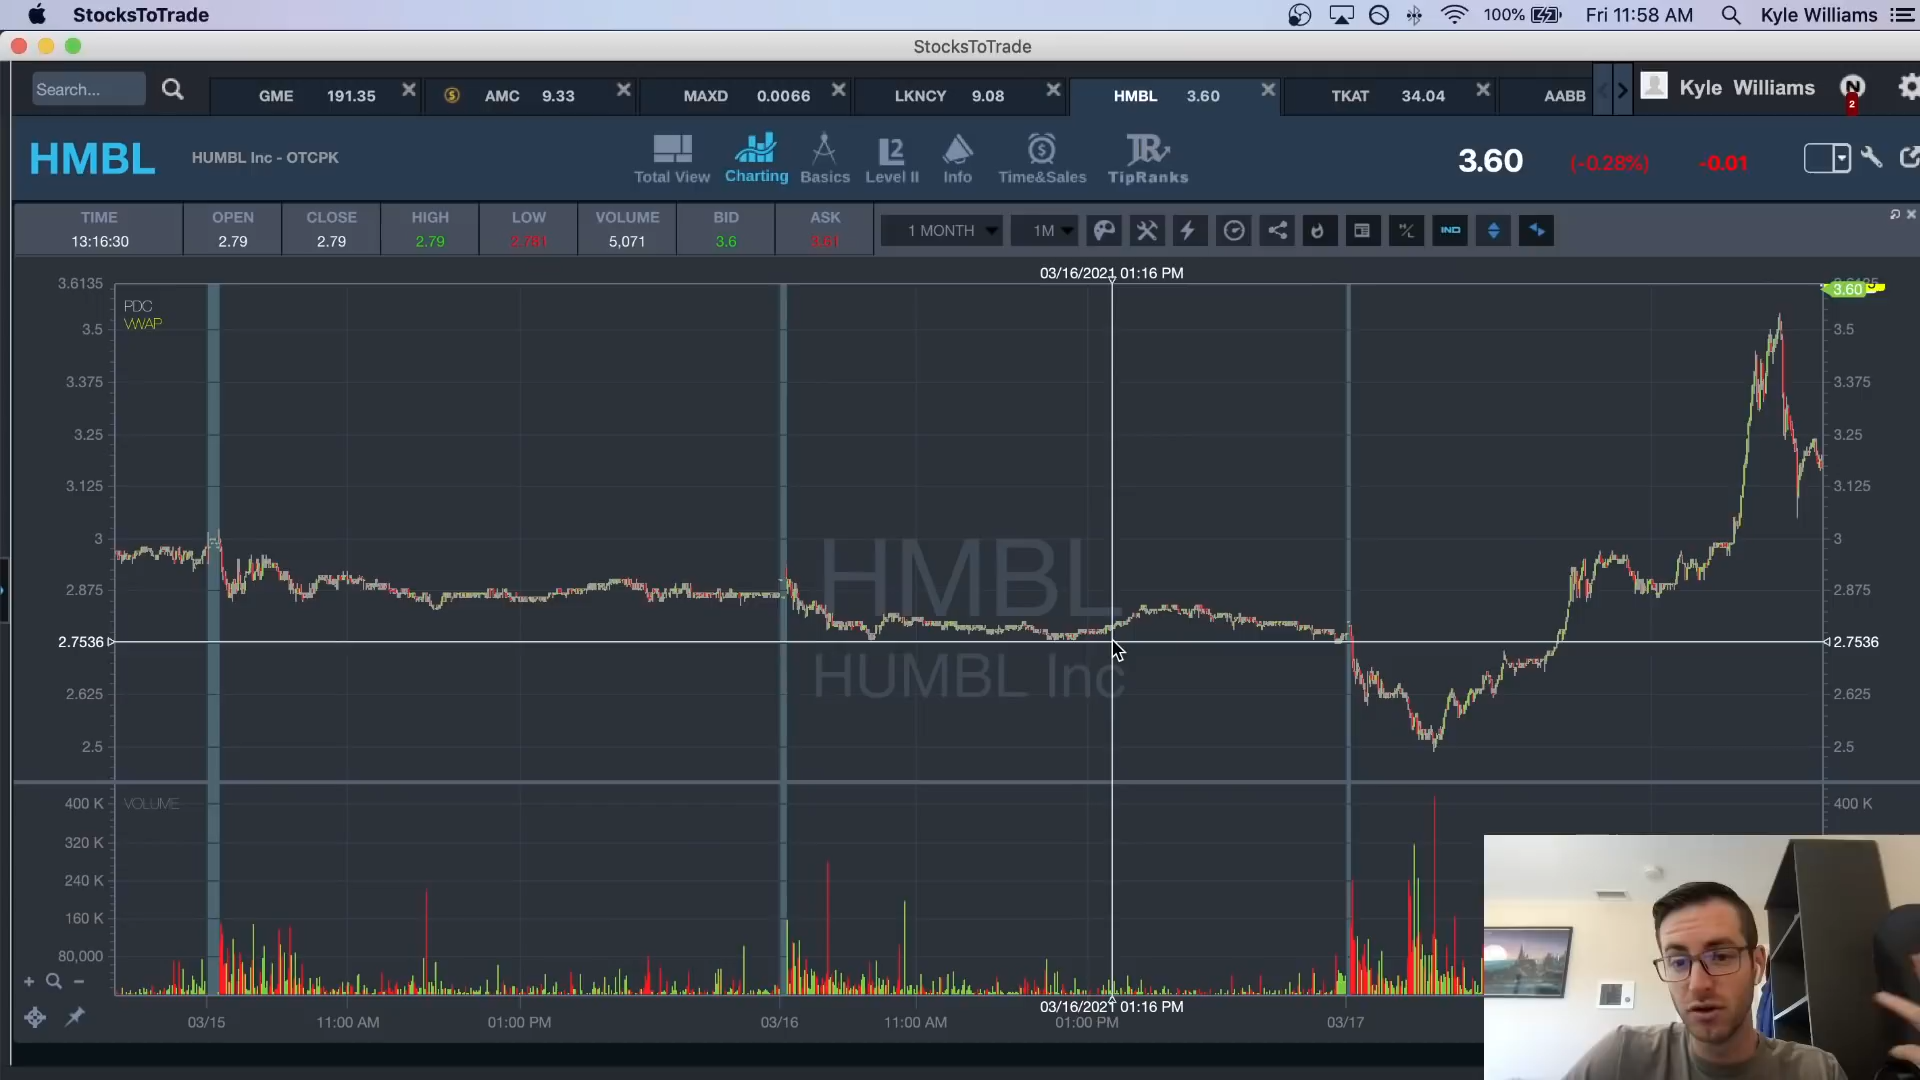 StocksToTrade 100% Fri 11:58 AM Kyle Williams
StocksToTrade
Search... GME 191.35 AMC 9.33 MAXD 0.0066 LKNCY 9.08 HMBL 3.60 TKAT 34.04 AABB Kyle Williams N 2
HMBL HUMBL Inc - OTCPK Total View Charting Basics L2 Level II Info Time&Sales TR TipRanks 3.60 (-0.28%) -0.01
TIME OPEN CLOSE HIGH LOW VOLUME BID ASK
13:16:30 2.79 2.79 2.79 2.781 5,071 3.6 3.61 1 MONTH 1M IND
03/16/2021 01:16 PM
3.6135 3.60
PDC
VWAP
3.5 3.5
3.375 3.375
3.25 3.25
3.125 3.125
3 3
2.875 2.875
HMBL
2.7536 2.7536
HUMBL Inc
2.625 2.625
2.5 2.5
400 K VOLUME 400 K
320 K
240 K
160 K
80,000
03/16/2021 01:16 PM
03/15 11:00 AM 01:00 PM 03/16 11:00 AM 01:00 PM 03/17